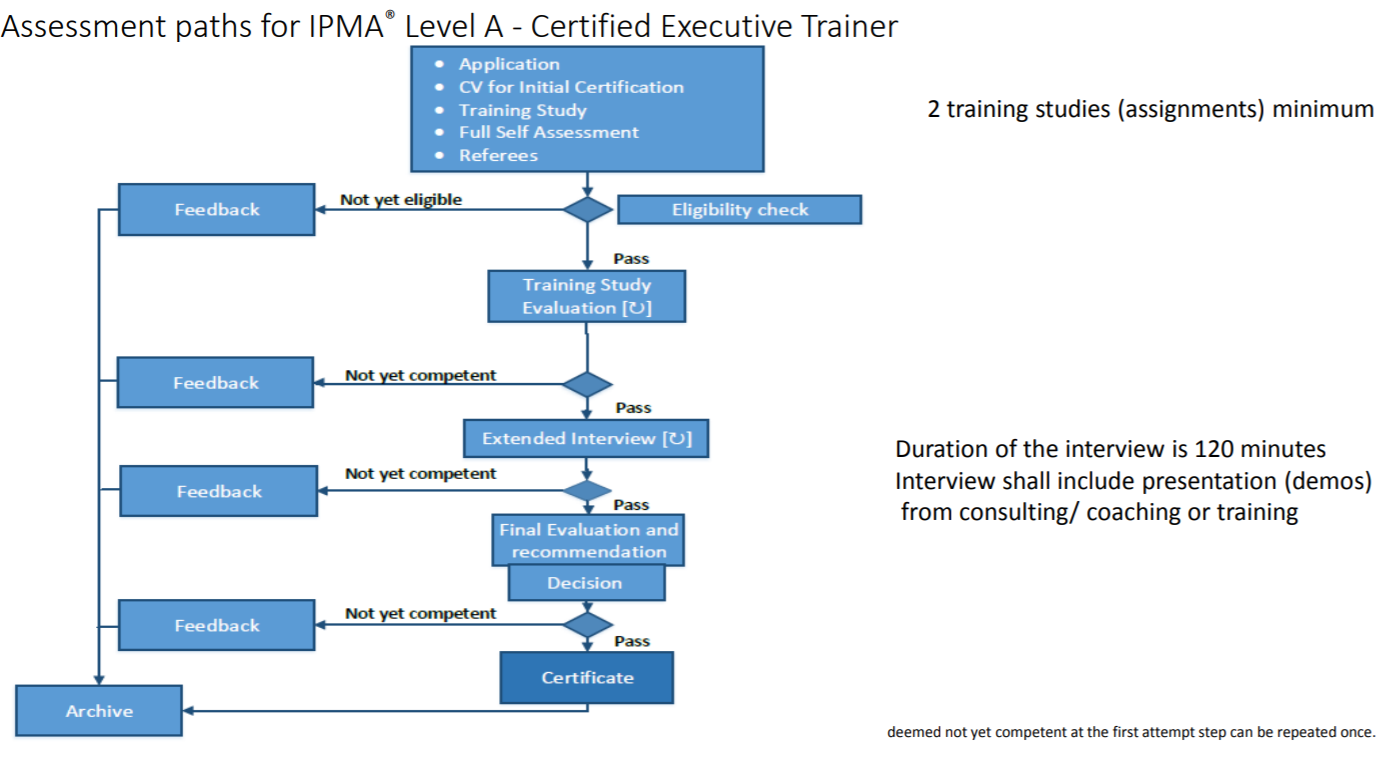 Assessment paths for IPMA® Level A - Certified Executive Trainer
• Application
• CV for Initial Certification
• Training Study
• Full Self Assessment
• Referees
2 training studies (assignments) minimum
Feedback
Not yet eligible
Eligibility check
Pass
Training Study
Evaluation [↻]
Feedback
Not yet competent
Pass
Extended Interview [↻]
Duration of the interview is 120 minutes
Interview shall include presentation (demos)
from consulting/ coaching or training
Feedback
Not yet competent
Pass
Final Evaluation and
recommendation
Decision
Feedback
Not yet competent
Pass
Certificate
Archive
deemed not yet competent at the first attempt step can be repeated once.